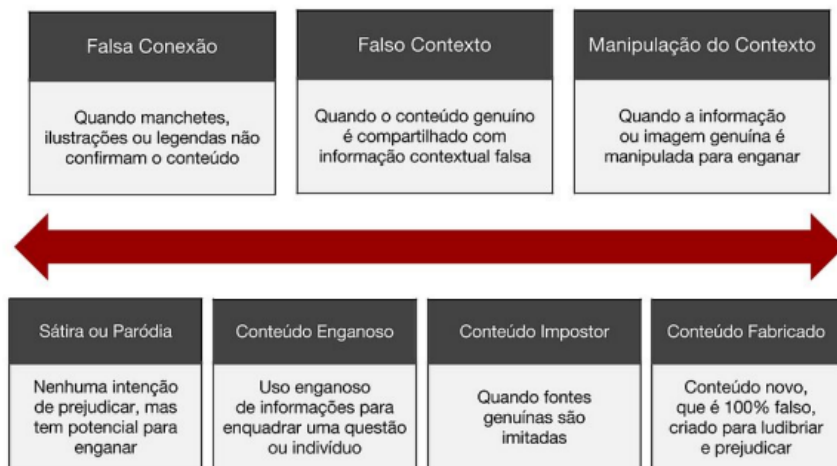 Falsa Conexão
Quando manchetes,
ilustrações ou legendas não
confirmam o conteúdo
Falso Contexto
Quando o conteúdo genuíno
é compartilhado com
informação contextual falsa
Manipulação do Contexto
Quando a informação
ou imagem genuína é
manipulada para enganar
Sátira ou Paródia
Nenhuma intenção
de prejudicar, mas
tem potencial para
enganar
Conteúdo Enganoso
Uso enganoso
de informações para
enquadrar uma questão
ou indivíduo
Conteúdo Impostor
Quando fontes
genuínas são
imitadas
Conteúdo Fabricado
Conteúdo novo,
que é 100% falso,
criado para ludibriar
e prejudicar